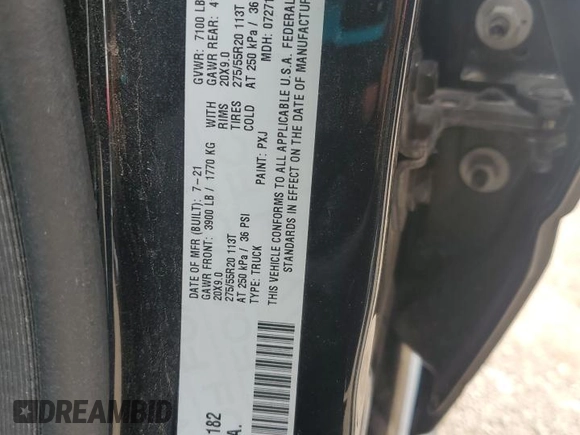 DATE OF MFR (BUILT): 7-21 GVWR: 7100 LB
GAWR FRONT: 3900 LB / 1770 KG WITH GAWR REAR: 4
20X9.0 RIMS 20X9.0
275/55R20 113T TIRES 275/55R20 113T
AT 250 kPa / 36 PSI COLD AT 250 kPa / 36
TYPE: TRUCK PAINT: PXJ MDH: 0727
THIS VEHICLE CONFORMS TO ALL APPLICABLE U.S.A. FEDERAL
STANDARDS IN EFFECT ON THE DATE OF MANUFACTUR
182
A.
DREAMBID